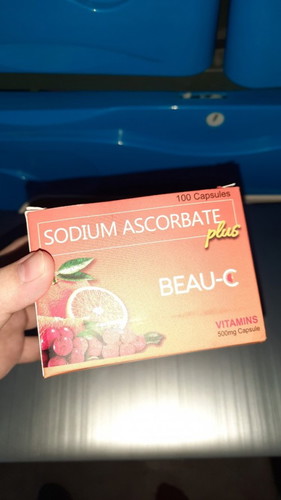 100 Capsules
SODIUM ASCORBATE
plus
BEAU-C
VITAMINS
500mg Capsule